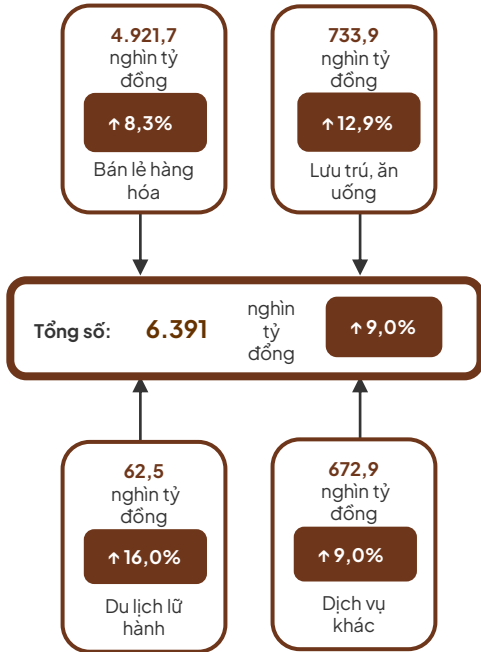 4.921,7
nghìn tỷ
đồng
↑ 8,3%
Bán lẻ hàng
hóa
733,9
nghìn tỷ
đồng
↑ 12,9%
Lưu trú, ăn
uống
Tổng số:
6.391
nghìn
tỷ
đổng
↑ 9,0%
62,5
nghìn tỷ
đồng
↑ 16,0%
Du lịch lữ
hành
672,9
nghìn tỷ
đồng
↑ 9,0%
Dịch vụ
khác